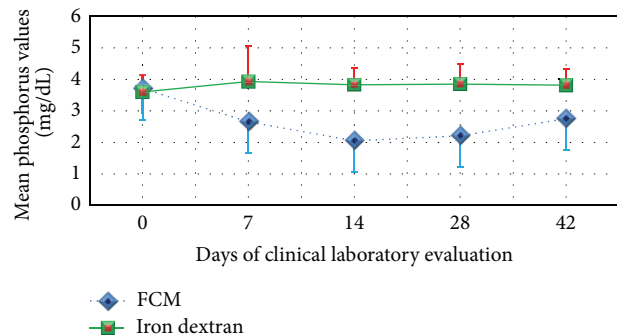 Mean phosphorus values
(mg/dL)
6
5
4
3
2
1
0
0 7 14 28 42
Days of clinical laboratory evaluation
FCM
Iron dextran